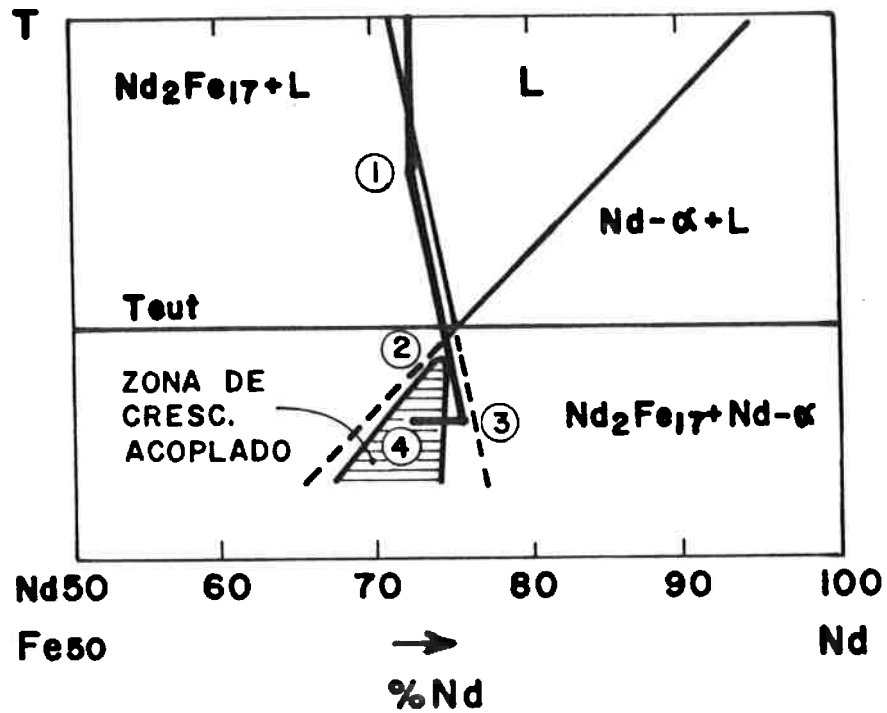 T
Nd₂Fe₁₇+L
L
①
Nd-α+L
Teut
②
ZONA DE
CRESC.
ACOPLADO
③
④
Nd₂Fe₁₇+Nd-α
Nd50 60 70 80 90 100
Fe50 → Nd
%Nd